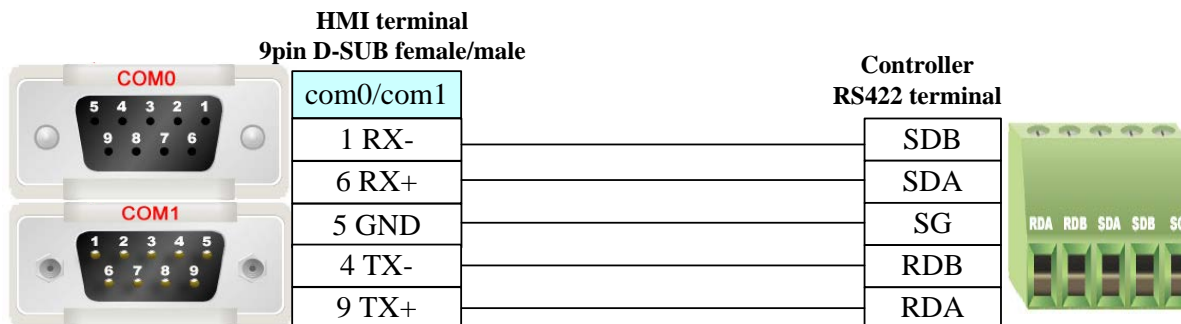 HMI terminal
9pin D-SUB female/male
Controller
RS422 terminal
COM0
5 4 3 2 1
9 8 7 6
COM1
1 2 3 4 5
6 7 8 9
com0/com1
1 RX-
6 RX+
5 GND
4 TX-
9 TX+
SDB
SDA
SG
RDB
RDA
RDA RDB SDA SDB